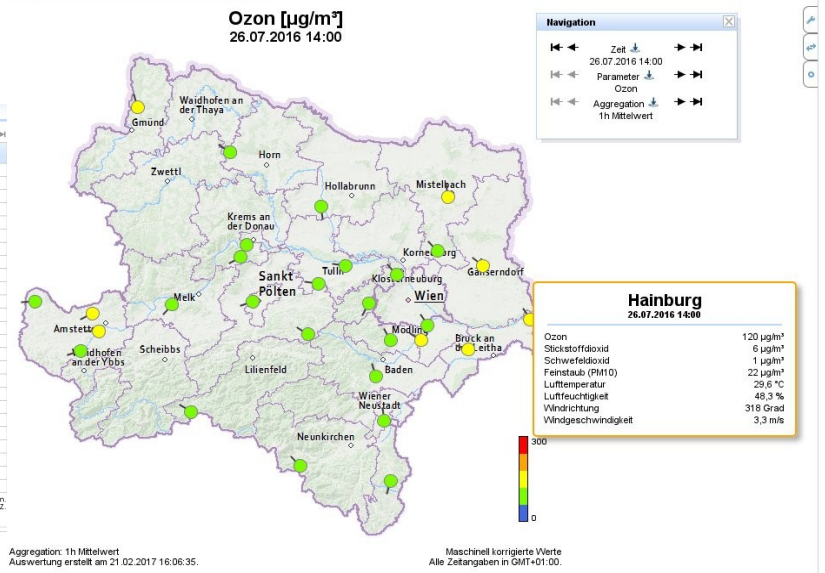 Ozon [µg/m³]
26.07.2016 14:00
Navigation
Zeit
26.07.2016 14:00
Parameter
Ozon
Aggregation
1h Mittelwert
Waidhofen an
der Thaya
Gmünd
Horn
Zwettl
Hollabrunn
Mistelbach
Krems an
der Donau
Korneuburg
Tulln
Klosterneuburg
Gänserndorf
Sankt
Pölten
Wien
Melk
Amstetten
Mödling
Bruck an
der Leitha
Waidhofen
an der Ybbs
Scheibbs
Lilienfeld
Baden
Wiener
Neustadt
Neunkirchen
Hainburg
26.07.2016 14:00
Ozon 120 µg/m³
Stickstoffdioxid 6 µg/m³
Schwefeldioxid 1 µg/m³
Feinstaub (PM10) 22 µg/m³
Lufttemperatur 29,6 °C
Luftfeuchtigkeit 48,3 %
Windrichtung 318 Grad
Windgeschwindigkeit 3,3 m/s
300
0
n.
z.
Aggregation: 1h Mittelwert
Auswertung erstellt am 21.02.2017 16:06:35.
Maschinell korrigierte Werte
Alle Zeitangaben in GMT+01:00.